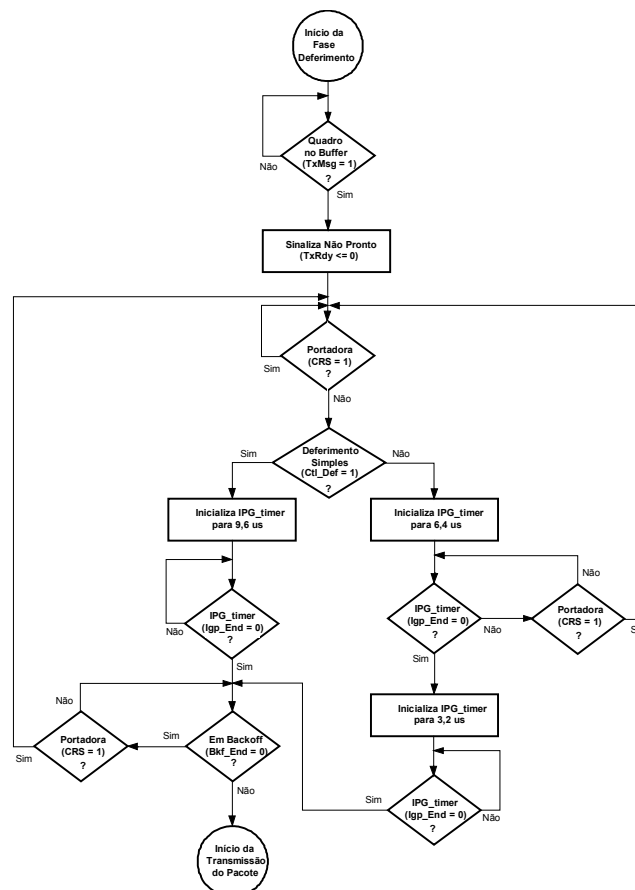 Início da
Fase
Deferimento
Quadro
no Buffer
(TxMsg = 1)
?
Não
Sim
Sinaliza Não Pronto
(TxRdy <= 0)
Portadora
(CRS = 1)
?
Sim
Não
Deferimento
Simples
(Ctl_Def = 1)
?
Sim
Não
Inicializa IPG_timer
para 9,6 us
Inicializa IPG_timer
para 6,4 us
IPG_timer
(Igp_End = 0)
?
Não
Sim
IPG_timer
(Igp_End = 0)
?
Não
Sim
Portadora
(CRS = 1)
?
Não
S
Inicializa IPG_timer
para 3,2 us
Portadora
(CRS = 1)
?
Não
Sim
Em Backoff
(Bkf_End = 0)
?
Sim
Não
IPG_timer
(Igp_End = 0)
?
Sim
Não
Início da
Transmissão
do Pacote